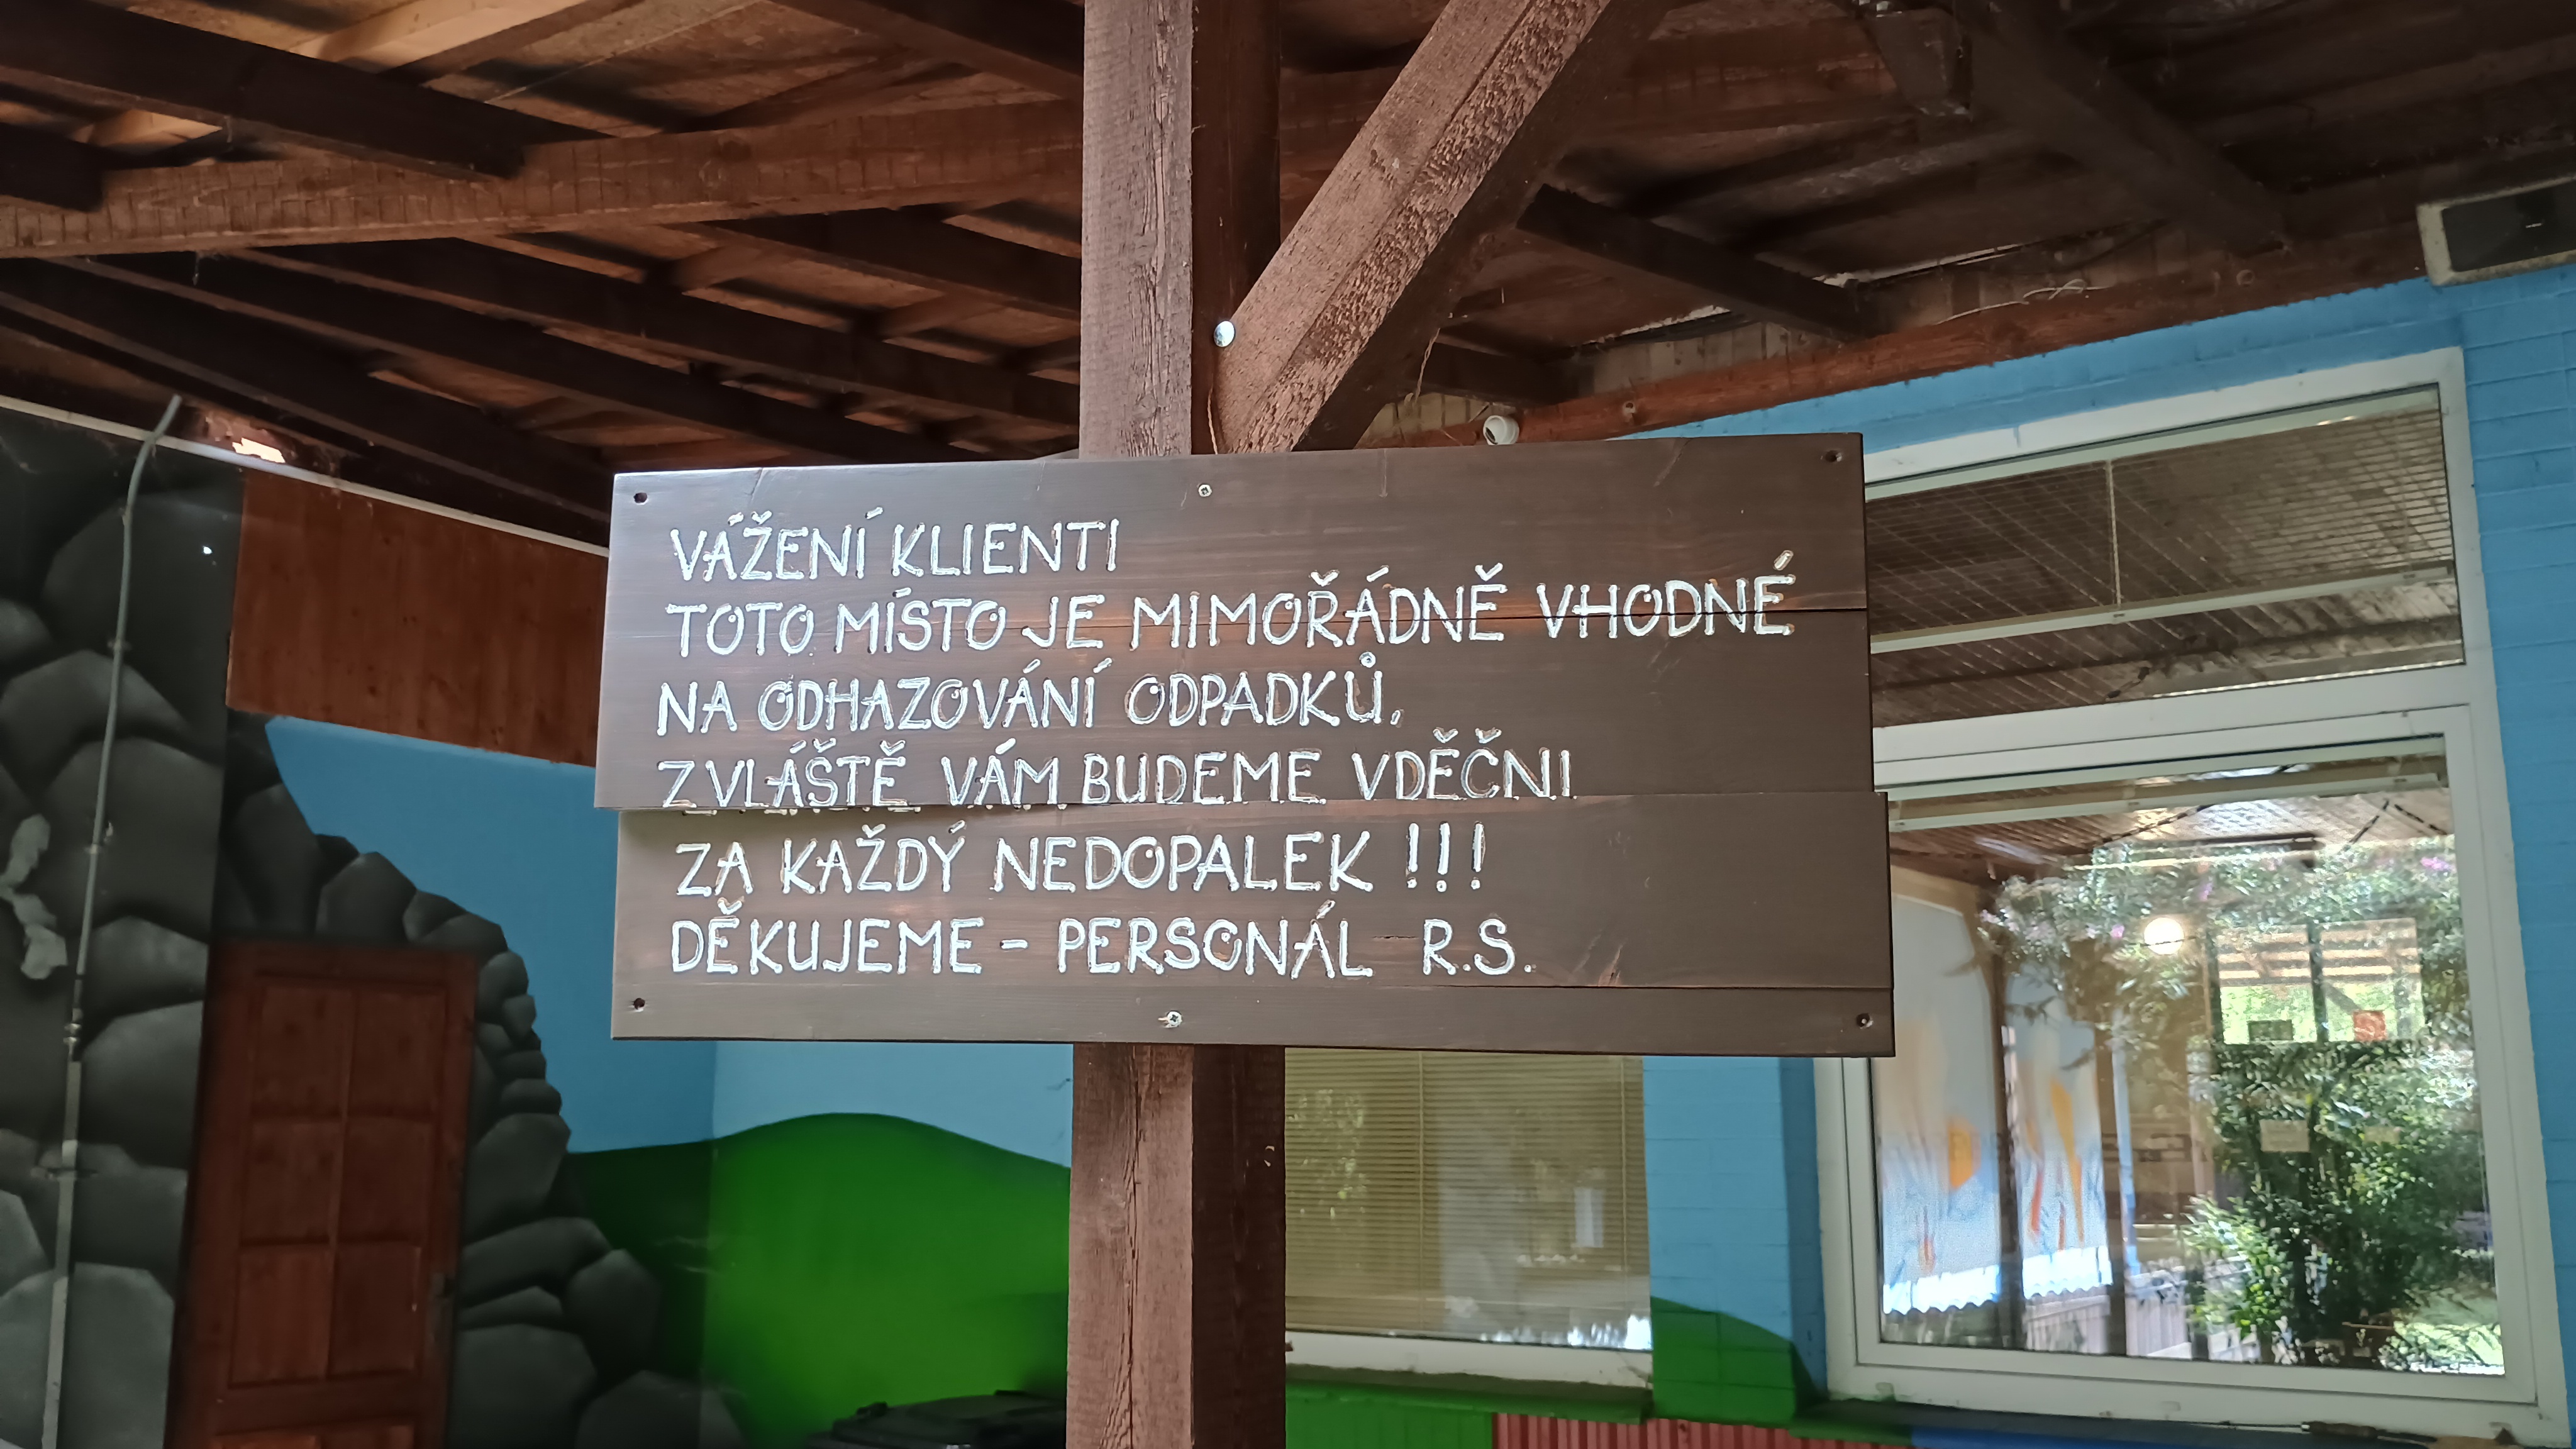 VÁŽENÍ KLIENTI
TOTO MÍSTO JE MIMOŘÁDNĚ VHODNÉ
NA ODHAZOVÁNÍ ODPADKŮ.
ZVLÁŠTĚ VÁM BUDEME VDĚČNI
ZA KAŽDÝ NEDOPALEK !!!
DĚKUJEME - PERSONÁL R.S.